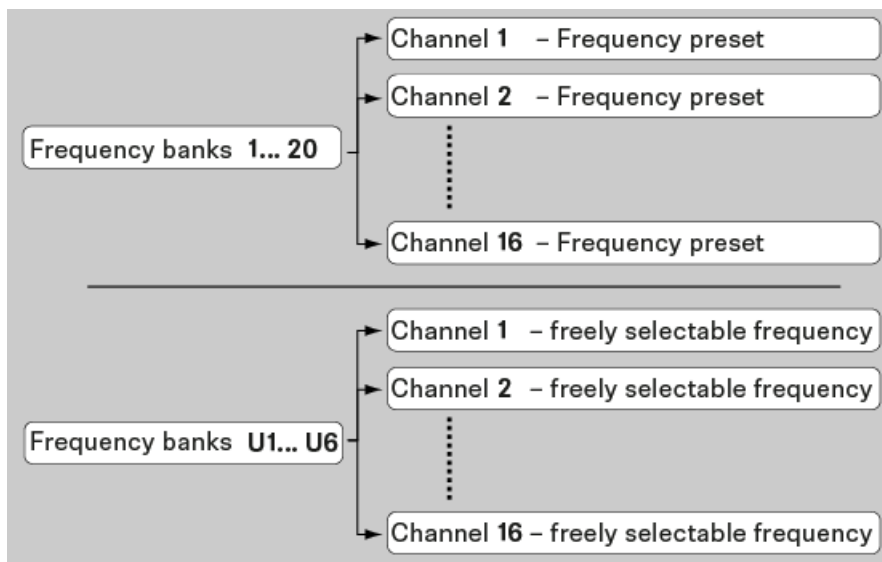 Channel 1 – Frequency preset
Channel 2 – Frequency preset
Frequency banks 1... 20
Channel 16 – Frequency preset
Channel 1 – freely selectable frequency
Channel 2 – freely selectable frequency
Frequency banks U1... U6
Channel 16 – freely selectable frequency